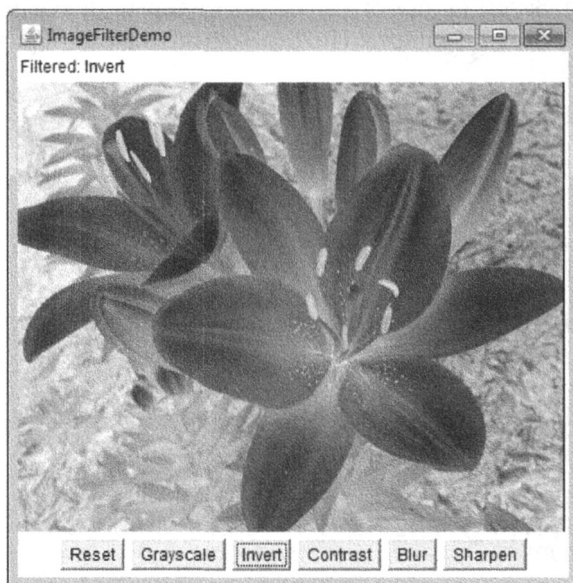 ImageFilterDemo
Filtered: Invert
Reset Grayscale Invert Contrast Blur Sharpen